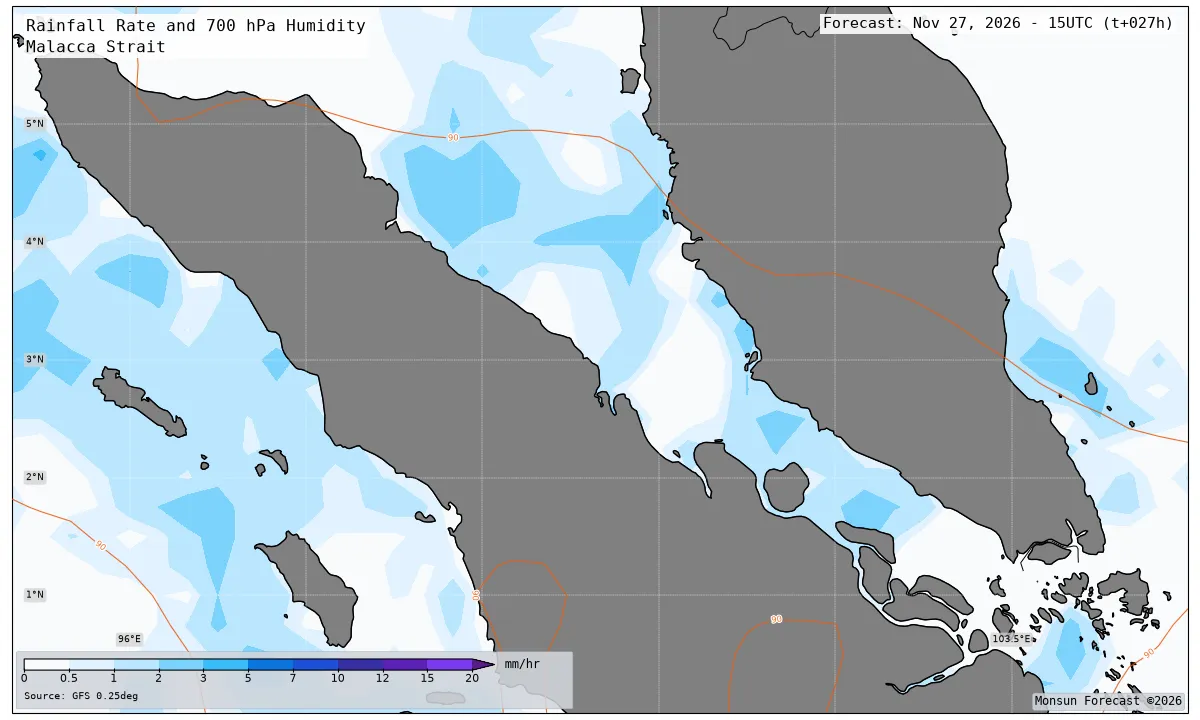 Rainfall Rate and 700 hPa Humidity
Malacca Strait
Forecast: Nov 27, 2026 - 15UTC (t+027h)
90
5°N
4°N
3°N
2°N
90
1°N
90
90
96°E
103.5°E
90
mm/hr
0 0.5 1 2 3 5 7 10 12 15 20
Source: GFS 0.25deg
Monsun Forecast ©2026